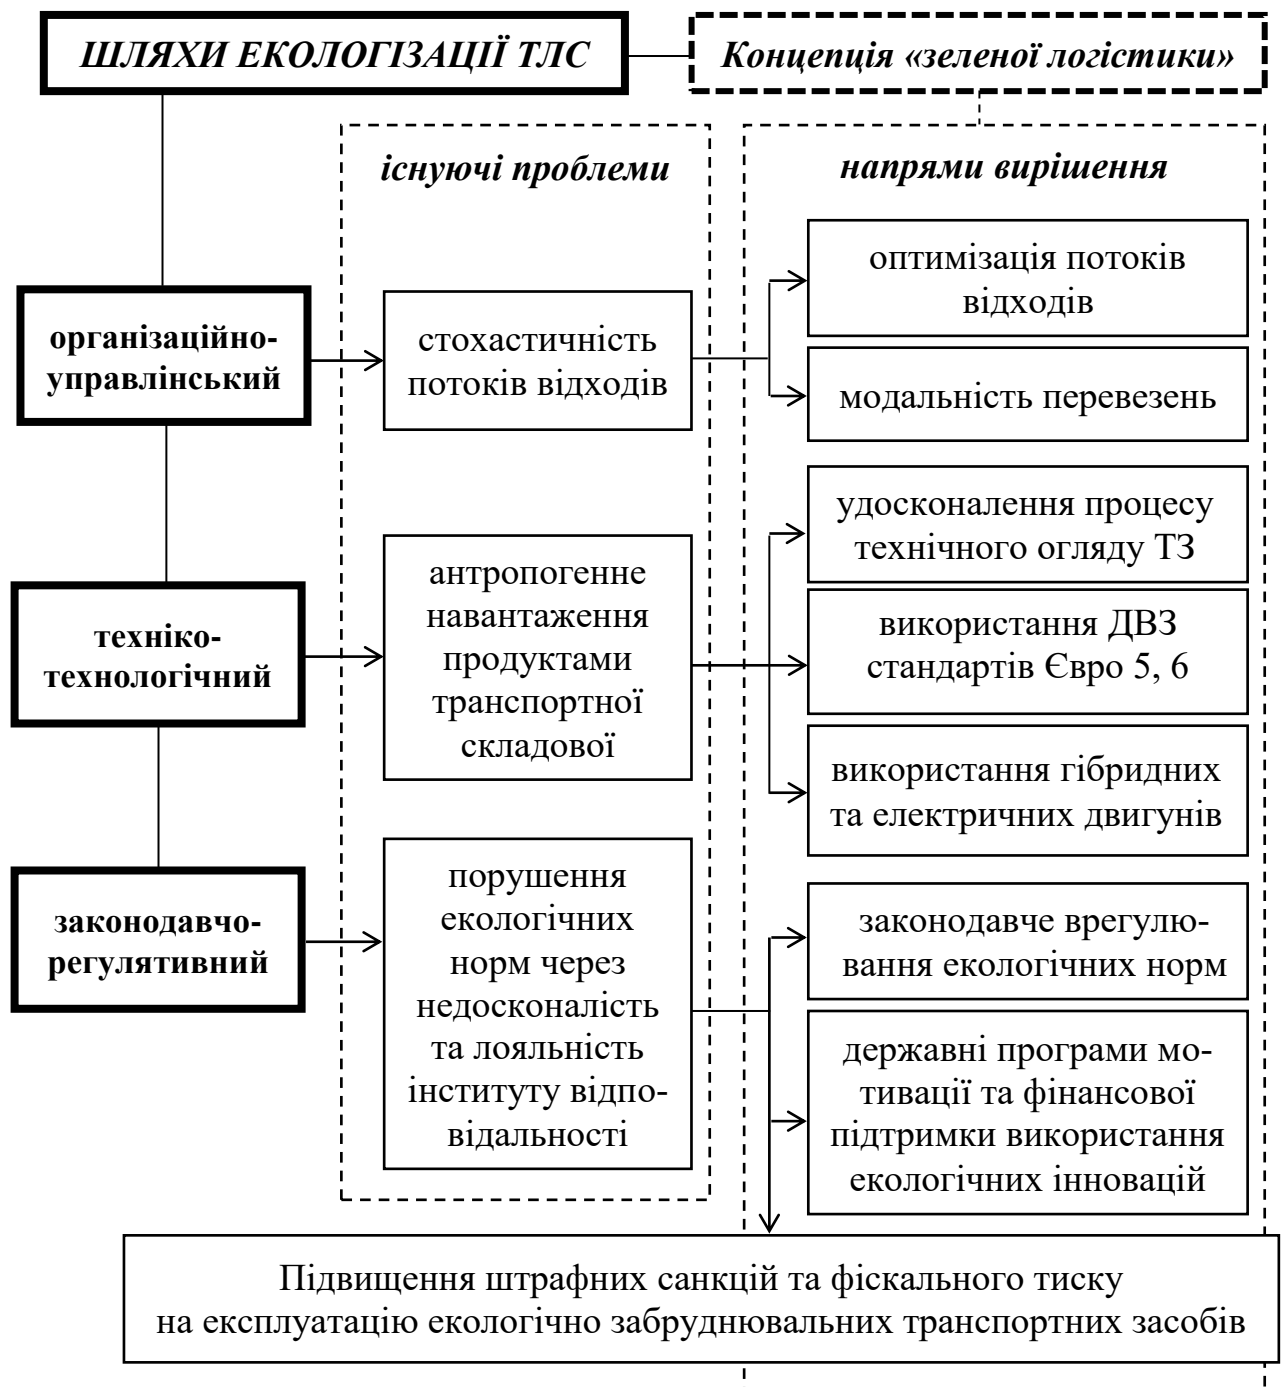 ШЛЯХИ ЕКОЛОГІЗАЦІЇ ТЛС
Концепція «зеленої логістики»
існуючі проблеми
напрями вирішення
організаційно-
управлінський
стохастичність
потоків відходів
оптимізація потоків
відходів
модальність перевезень
техніко-
технологічний
антропогенне
навантаження
продуктами
транспортної
складової
удосконалення процесу
технічного огляду ТЗ
використання ДВЗ
стандартів Євро 5, 6
використання гібридних
та електричних двигунів
законодавчо-
регулятивний
порушення
екологічних
норм через
недосконалість
та лояльність
інституту відпо-
відальності
законодавче врегулю-
вання екологічних норм
державні програми мо-
тивації та фінансової
підтримки використання
екологічних інновацій
Підвищення штрафних санкцій та фіскального тиску
на експлуатацію екологічно забруднювальних транспортних засобів